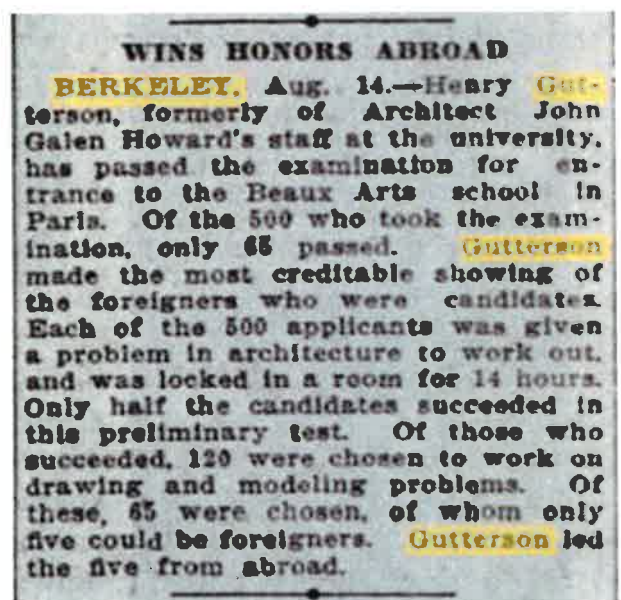 WINS HONORS ABROAD
BERKELEY, Aug. 14.—Henry Gut-
terson, formerly of Architect John
Galen Howard's staff at the university,
has passed the examination for en-
trance to the Beaux Arts school in
Paris. Of the 500 who took the exam-
ination, only 65 passed. Gutterson
made the most creditable showing of
the foreigners who were candidates.
Each of the 500 applicants was given
a problem in architecture to work out,
and was locked in a room for 14 hours.
Only half the candidates succeeded in
this preliminary test. Of those who
succeeded, 120 were chosen to work on
drawing and modeling problems. Of
these, 65 were chosen, of whom only
five could be foreigners. Gutterson led
the five from abroad.